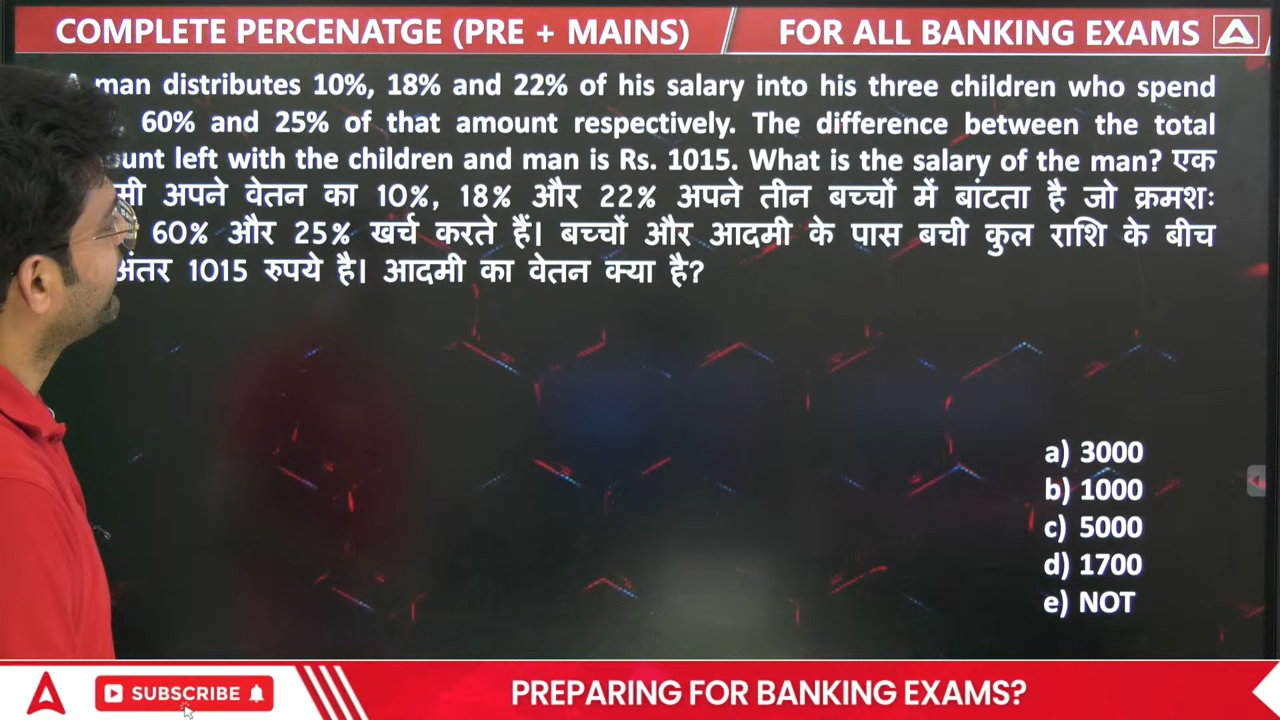 COMPLETE PERCENATGE (PRE + MAINS)
FOR ALL BANKING EXAMS
man distributes 10%, 18% and 22% of his salary into his three children who spend
60% and 25% of that amount respectively. The difference between the total
left with the children and man is Rs. 1015. What is the salary of the man? एक
अपने वेतन का 10%, 18% और 22% अपने तीन बच्चों में बांटता है जो क्रमशः
60% और 25% खर्च करते हैं। बच्चों और आदमी के पास बची कुल राशि के बीच
अंतर 1015 रुपये है। आदमी का वेतन क्या है?
a) 3000
b) 1000
c) 5000
d) 1700
e) NOT
SUBSCRIBE
PREPARING FOR BANKING EXAMS?